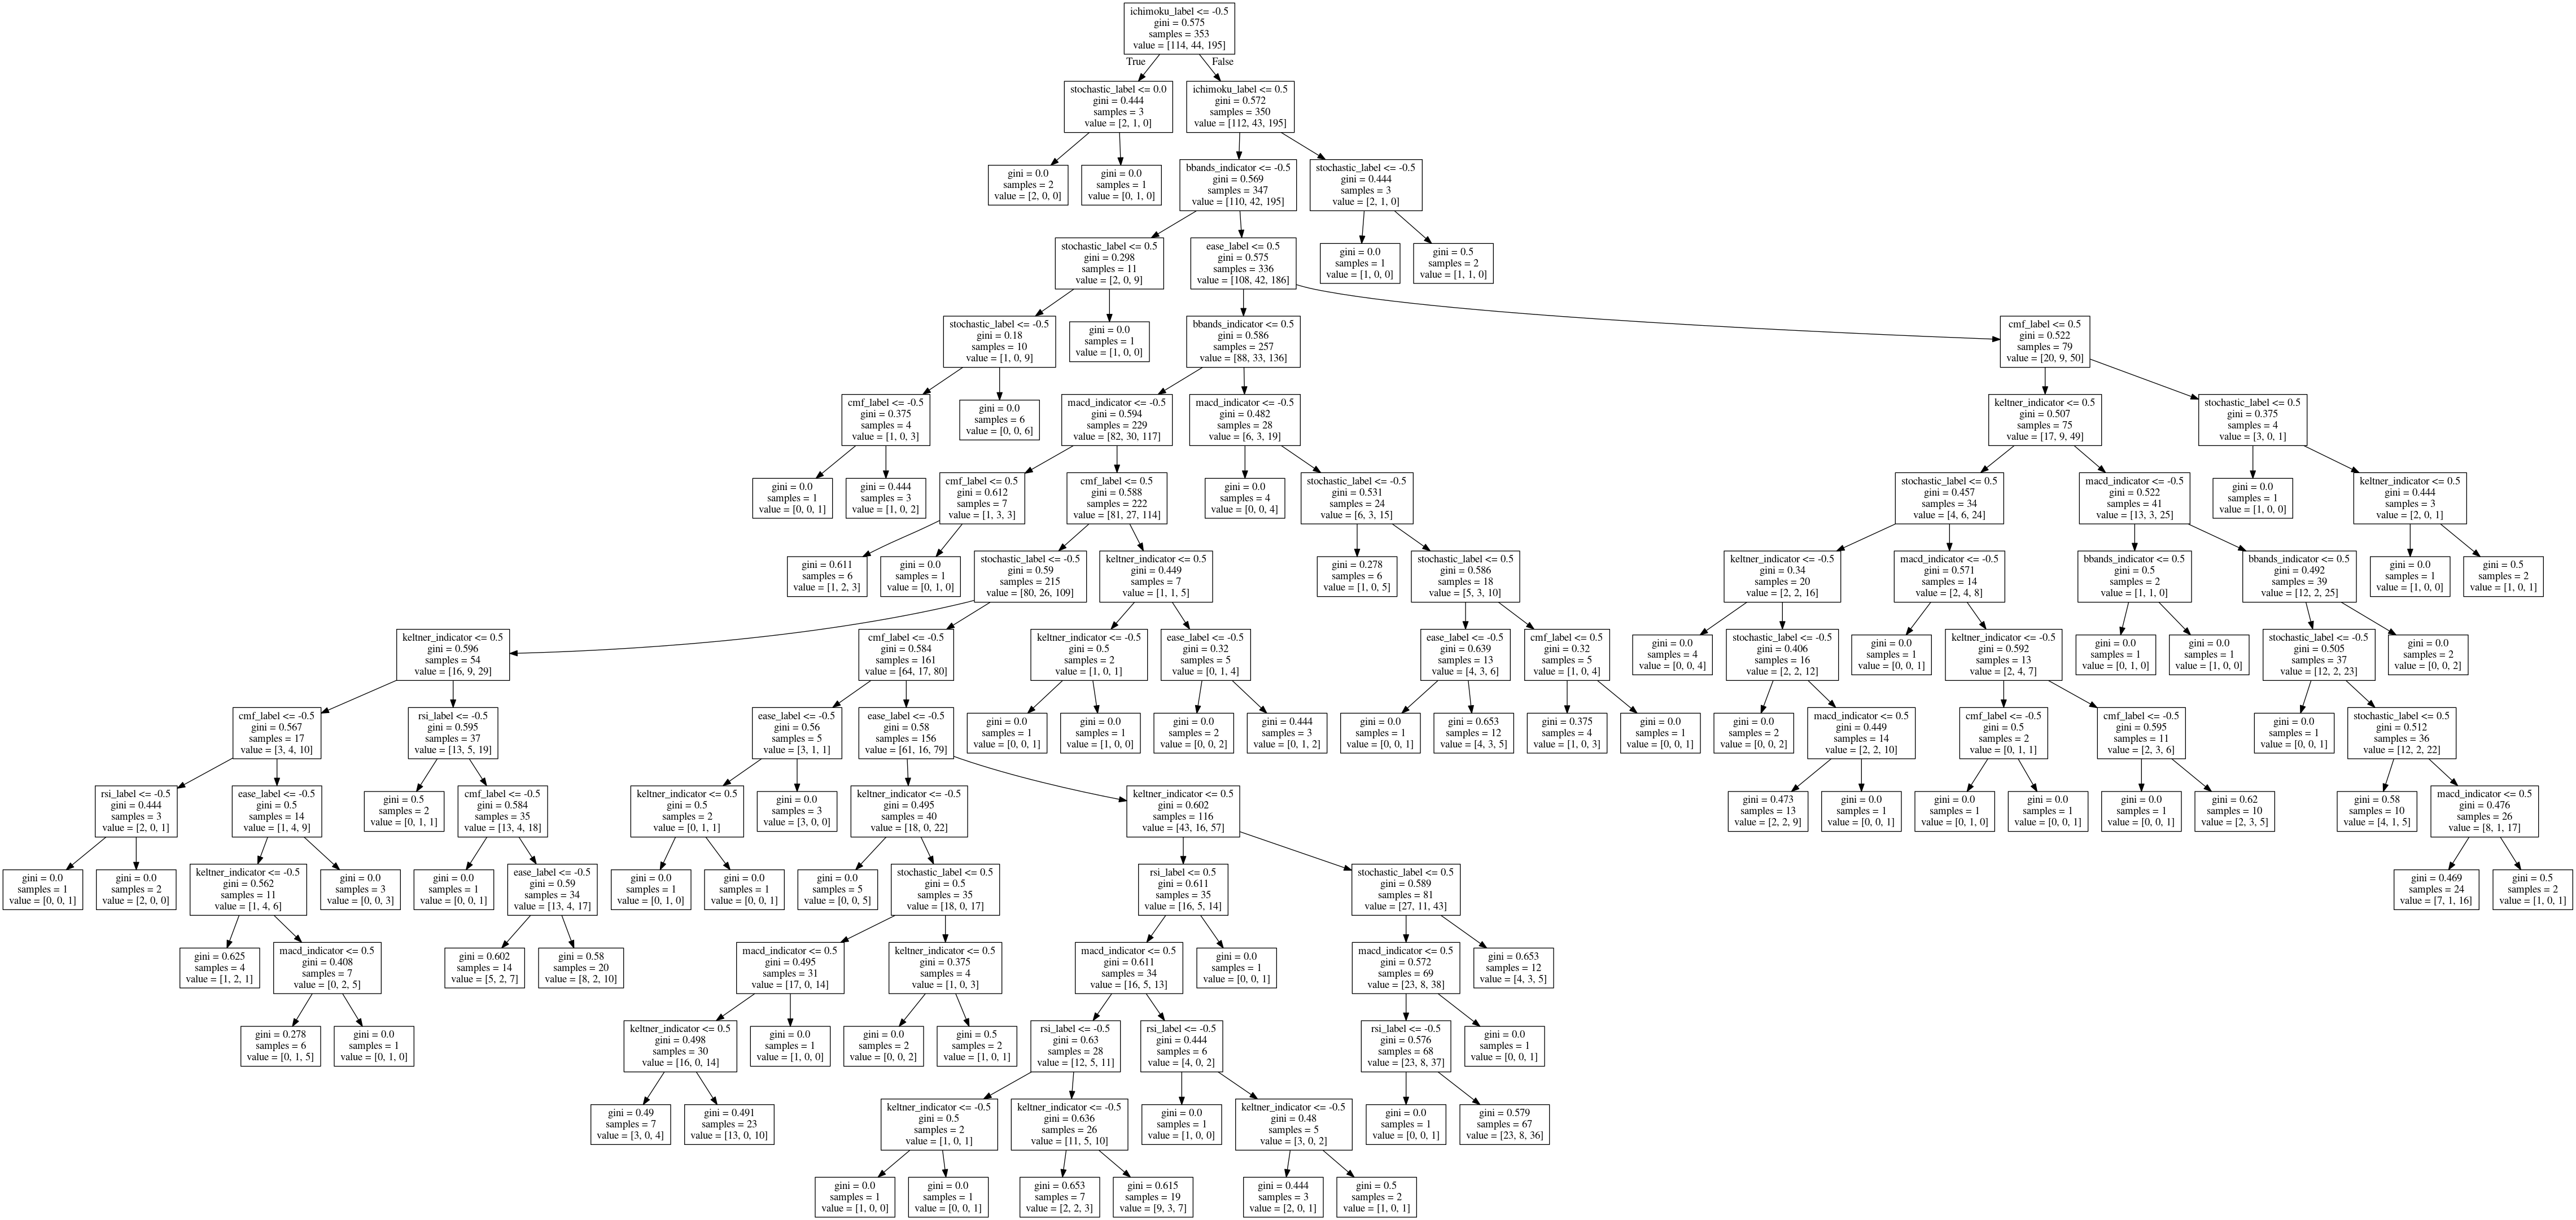 ichimoku_label <= -0.5
gini = 0.575
samples = 353
value = [114, 44, 195]
True
False
stochastic_label <= 0.0
gini = 0.444
samples = 3
value = [2, 1, 0]
ichimoku_label <= 0.5
gini = 0.572
samples = 350
value = [112, 43, 195]
gini = 0.0
samples = 2
value = [2, 0, 0]
gini = 0.0
samples = 1
value = [0, 1, 0]
bbands_indicator <= -0.5
gini = 0.569
samples = 347
value = [110, 42, 195]
stochastic_label <= -0.5
gini = 0.444
samples = 3
value = [2, 1, 0]
stochastic_label <= 0.5
gini = 0.298
samples = 11
value = [2, 0, 9]
ease_label <= 0.5
gini = 0.575
samples = 336
value = [108, 42, 186]
gini = 0.0
samples = 1
value = [1, 0, 0]
gini = 0.5
samples = 2
value = [1, 1, 0]
stochastic_label <= -0.5
gini = 0.18
samples = 10
value = [1, 0, 9]
gini = 0.0
samples = 1
value = [1, 0, 0]
bbands_indicator <= 0.5
gini = 0.586
samples = 257
value = [88, 33, 136]
cmf_label <= 0.5
gini = 0.522
samples = 79
value = [20, 9, 50]
cmf_label <= -0.5
gini = 0.375
samples = 4
value = [1, 0, 3]
gini = 0.0
samples = 6
value = [0, 0, 6]
macd_indicator <= -0.5
gini = 0.594
samples = 229
value = [82, 30, 117]
macd_indicator <= -0.5
gini = 0.482
samples = 28
value = [6, 3, 19]
keltner_indicator <= 0.5
gini = 0.507
samples = 75
value = [17, 9, 49]
stochastic_label <= 0.5
gini = 0.375
samples = 4
value = [3, 0, 1]
gini = 0.0
samples = 1
value = [0, 0, 1]
gini = 0.444
samples = 3
value = [1, 0, 2]
cmf_label <= 0.5
gini = 0.612
samples = 7
value = [1, 3, 3]
cmf_label <= 0.5
gini = 0.588
samples = 222
value = [81, 27, 114]
gini = 0.0
samples = 4
value = [0, 0, 4]
stochastic_label <= -0.5
gini = 0.531
samples = 24
value = [6, 3, 15]
stochastic_label <= 0.5
gini = 0.457
samples = 34
value = [4, 6, 24]
macd_indicator <= -0.5
gini = 0.522
samples = 41
value = [13, 3, 25]
gini = 0.0
samples = 1
value = [1, 0, 0]
keltner_indicator <= 0.5
gini = 0.444
samples = 3
value = [2, 0, 1]
gini = 0.611
samples = 6
value = [1, 2, 3]
gini = 0.0
samples = 1
value = [0, 1, 0]
stochastic_label <= -0.5
gini = 0.59
samples = 215
value = [80, 26, 109]
keltner_indicator <= 0.5
gini = 0.449
samples = 7
value = [1, 1, 5]
gini = 0.278
samples = 6
value = [1, 0, 5]
stochastic_label <= 0.5
gini = 0.586
samples = 18
value = [5, 3, 10]
keltner_indicator <= -0.5
gini = 0.34
samples = 20
value = [2, 2, 16]
macd_indicator <= -0.5
gini = 0.571
samples = 14
value = [2, 4, 8]
bbands_indicator <= 0.5
gini = 0.5
samples = 2
value = [1, 1, 0]
bbands_indicator <= 0.5
gini = 0.492
samples = 39
value = [12, 2, 25]
gini = 0.0
samples = 1
value = [1, 0, 0]
gini = 0.5
samples = 2
value = [1, 0, 1]
keltner_indicator <= 0.5
gini = 0.596
samples = 54
value = [16, 9, 29]
cmf_label <= -0.5
gini = 0.584
samples = 161
value = [64, 17, 80]
keltner_indicator <= -0.5
gini = 0.5
samples = 2
value = [1, 0, 1]
ease_label <= -0.5
gini = 0.32
samples = 5
value = [0, 1, 4]
ease_label <= -0.5
gini = 0.639
samples = 13
value = [4, 3, 6]
cmf_label <= 0.5
gini = 0.32
samples = 5
value = [1, 0, 4]
gini = 0.0
samples = 4
value = [0, 0, 4]
stochastic_label <= -0.5
gini = 0.406
samples = 16
value = [2, 2, 12]
gini = 0.0
samples = 1
value = [0, 0, 1]
keltner_indicator <= -0.5
gini = 0.592
samples = 13
value = [2, 4, 7]
gini = 0.0
samples = 1
value = [0, 1, 0]
gini = 0.0
samples = 1
value = [1, 0, 0]
stochastic_label <= -0.5
gini = 0.505
samples = 37
value = [12, 2, 23]
gini = 0.0
samples = 2
value = [0, 0, 2]
cmf_label <= -0.5
gini = 0.567
samples = 17
value = [3, 4, 10]
rsi_label <= -0.5
gini = 0.595
samples = 37
value = [13, 5, 19]
ease_label <= -0.5
gini = 0.56
samples = 5
value = [3, 1, 1]
ease_label <= -0.5
gini = 0.58
samples = 156
value = [61, 16, 79]
gini = 0.0
samples = 1
value = [0, 0, 1]
gini = 0.0
samples = 1
value = [1, 0, 0]
gini = 0.0
samples = 2
value = [0, 0, 2]
gini = 0.444
samples = 3
value = [0, 1, 2]
gini = 0.0
samples = 1
value = [0, 0, 1]
gini = 0.653
samples = 12
value = [4, 3, 5]
gini = 0.375
samples = 4
value = [1, 0, 3]
gini = 0.0
samples = 1
value = [0, 0, 1]
gini = 0.0
samples = 2
value = [0, 0, 2]
macd_indicator <= 0.5
gini = 0.449
samples = 14
value = [2, 2, 10]
cmf_label <= -0.5
gini = 0.5
samples = 2
value = [0, 1, 1]
cmf_label <= -0.5
gini = 0.595
samples = 11
value = [2, 3, 6]
gini = 0.0
samples = 1
value = [0, 0, 1]
stochastic_label <= 0.5
gini = 0.512
samples = 36
value = [12, 2, 22]
rsi_label <= -0.5
gini = 0.444
samples = 3
value = [2, 0, 1]
ease_label <= -0.5
gini = 0.5
samples = 14
value = [1, 4, 9]
gini = 0.5
samples = 2
value = [0, 1, 1]
cmf_label <= -0.5
gini = 0.584
samples = 35
value = [13, 4, 18]
keltner_indicator <= 0.5
gini = 0.5
samples = 2
value = [0, 1, 1]
gini = 0.0
samples = 3
value = [3, 0, 0]
keltner_indicator <= -0.5
gini = 0.495
samples = 40
value = [18, 0, 22]
keltner_indicator <= 0.5
gini = 0.602
samples = 116
value = [43, 16, 57]
gini = 0.473
samples = 13
value = [2, 2, 9]
gini = 0.0
samples = 1
value = [0, 0, 1]
gini = 0.0
samples = 1
value = [0, 1, 0]
gini = 0.0
samples = 1
value = [0, 0, 1]
gini = 0.0
samples = 1
value = [0, 0, 1]
gini = 0.62
samples = 10
value = [2, 3, 5]
gini = 0.58
samples = 10
value = [4, 1, 5]
macd_indicator <= 0.5
gini = 0.476
samples = 26
value = [8, 1, 17]
gini = 0.0
samples = 1
value = [0, 0, 1]
gini = 0.0
samples = 2
value = [2, 0, 0]
keltner_indicator <= -0.5
gini = 0.562
samples = 11
value = [1, 4, 6]
gini = 0.0
samples = 3
value = [0, 0, 3]
gini = 0.0
samples = 1
value = [0, 0, 1]
ease_label <= -0.5
gini = 0.59
samples = 34
value = [13, 4, 17]
gini = 0.0
samples = 1
value = [0, 1, 0]
gini = 0.0
samples = 1
value = [0, 0, 1]
gini = 0.0
samples = 5
value = [0, 0, 5]
stochastic_label <= 0.5
gini = 0.5
samples = 35
value = [18, 0, 17]
rsi_label <= 0.5
gini = 0.611
samples = 35
value = [16, 5, 14]
stochastic_label <= 0.5
gini = 0.589
samples = 81
value = [27, 11, 43]
gini = 0.469
samples = 24
value = [7, 1, 16]
gini = 0.5
samples = 2
value = [1, 0, 1]
gini = 0.625
samples = 4
value = [1, 2, 1]
macd_indicator <= 0.5
gini = 0.408
samples = 7
value = [0, 2, 5]
gini = 0.602
samples = 14
value = [5, 2, 7]
gini = 0.58
samples = 20
value = [8, 2, 10]
macd_indicator <= 0.5
gini = 0.495
samples = 31
value = [17, 0, 14]
keltner_indicator <= 0.5
gini = 0.375
samples = 4
value = [1, 0, 3]
macd_indicator <= 0.5
gini = 0.611
samples = 34
value = [16, 5, 13]
gini = 0.0
samples = 1
value = [0, 0, 1]
macd_indicator <= 0.5
gini = 0.572
samples = 69
value = [23, 8, 38]
gini = 0.653
samples = 12
value = [4, 3, 5]
gini = 0.278
samples = 6
value = [0, 1, 5]
gini = 0.0
samples = 1
value = [0, 1, 0]
keltner_indicator <= 0.5
gini = 0.498
samples = 30
value = [16, 0, 14]
gini = 0.0
samples = 1
value = [1, 0, 0]
gini = 0.0
samples = 2
value = [0, 0, 2]
gini = 0.5
samples = 2
value = [1, 0, 1]
rsi_label <= -0.5
gini = 0.63
samples = 28
value = [12, 5, 11]
rsi_label <= -0.5
gini = 0.444
samples = 6
value = [4, 0, 2]
rsi_label <= -0.5
gini = 0.576
samples = 68
value = [23, 8, 37]
gini = 0.0
samples = 1
value = [0, 0, 1]
gini = 0.49
samples = 7
value = [3, 0, 4]
gini = 0.491
samples = 23
value = [13, 0, 10]
keltner_indicator <= -0.5
gini = 0.5
samples = 2
value = [1, 0, 1]
keltner_indicator <= -0.5
gini = 0.636
samples = 26
value = [11, 5, 10]
gini = 0.0
samples = 1
value = [1, 0, 0]
keltner_indicator <= -0.5
gini = 0.48
samples = 5
value = [3, 0, 2]
gini = 0.0
samples = 1
value = [0, 0, 1]
gini = 0.579
samples = 67
value = [23, 8, 36]
gini = 0.0
samples = 1
value = [1, 0, 0]
gini = 0.0
samples = 1
value = [0, 0, 1]
gini = 0.653
samples = 7
value = [2, 2, 3]
gini = 0.615
samples = 19
value = [9, 3, 7]
gini = 0.444
samples = 3
value = [2, 0, 1]
gini = 0.5
samples = 2
value = [1, 0, 1]